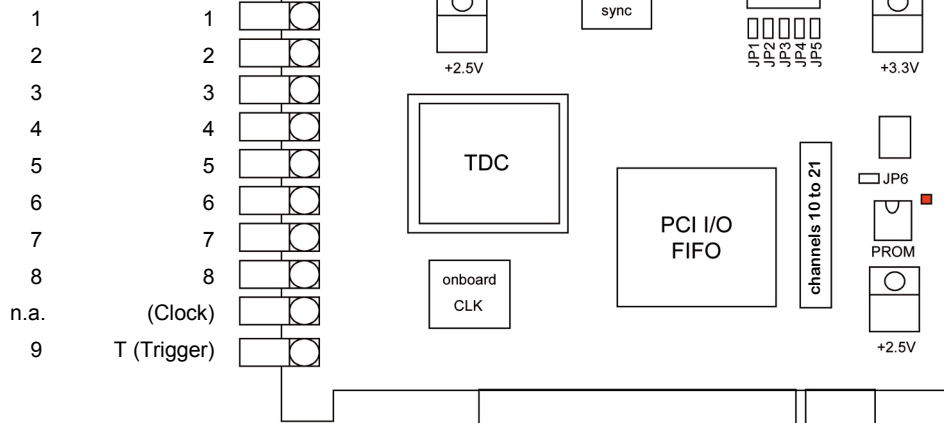 1 1
2 2
3 3
4 4
5 5
6 6
7 7
8 8
n.a. (Clock)
9 T (Trigger)
+2.5V
sync
JP1
JP2
JP3
JP4
JP5
+3.3V
TDC
PCI I/O
FIFO
channels 10 to 21
JP6
PROM
onboard
CLK
+2.5V